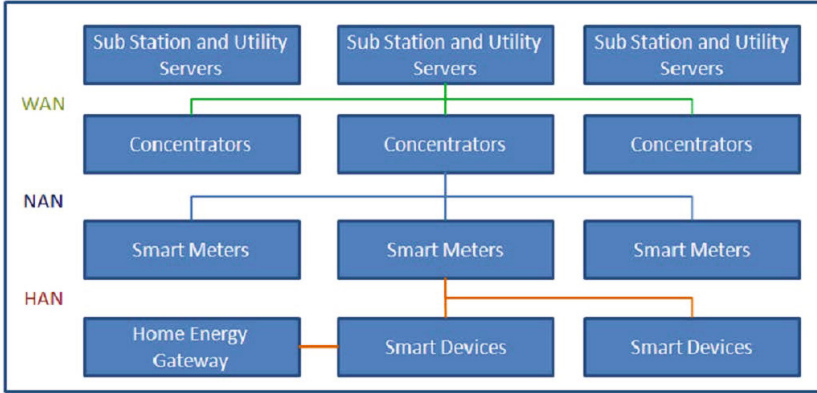 Sub Station and Utility
Servers
Sub Station and Utility
Servers
Sub Station and Utility
Servers
WAN
Concentrators
Concentrators
Concentrators
NAN
Smart Meters
Smart Meters
Smart Meters
HAN
Home Energy
Gateway
Smart Devices
Smart Devices